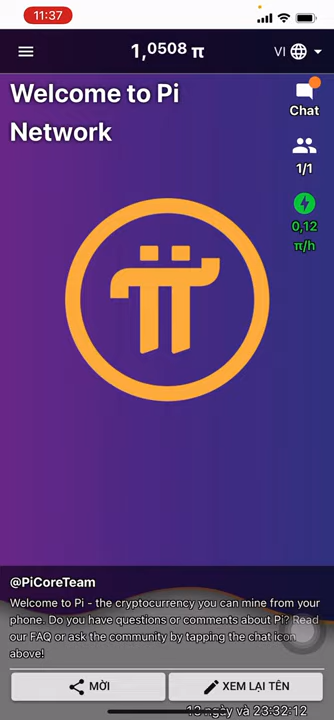 11:37
1,0508 π
VI
Welcome to Pi
Network
Chat
1/1
0,12
π/h
@PiCoreTeam
Welcome to Pi - the cryptocurrency you can mine from your
phone. Do you have questions or comments about Pi? Read
our FAQ or ask the community by tapping the chat icon
above!
MỜI
XEM LẠI TÊN
ngày và 23:32:12